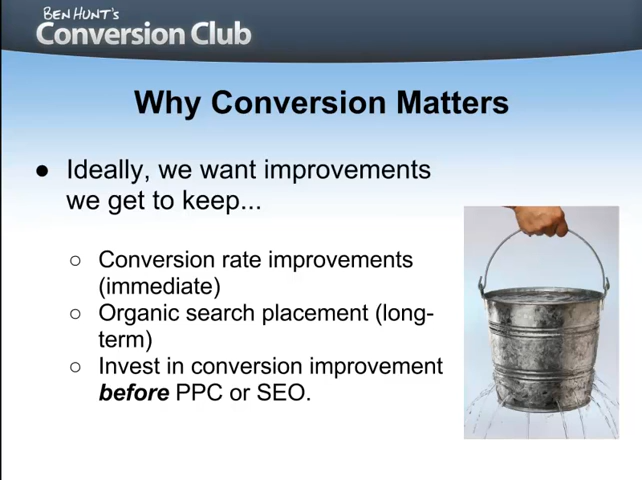 BEN HUNT'S
Conversion Club
Why Conversion Matters
● Ideally, we want improvements
we get to keep...
○ Conversion rate improvements
(immediate)
○ Organic search placement (long-
term)
○ Invest in conversion improvement
before PPC or SEO.